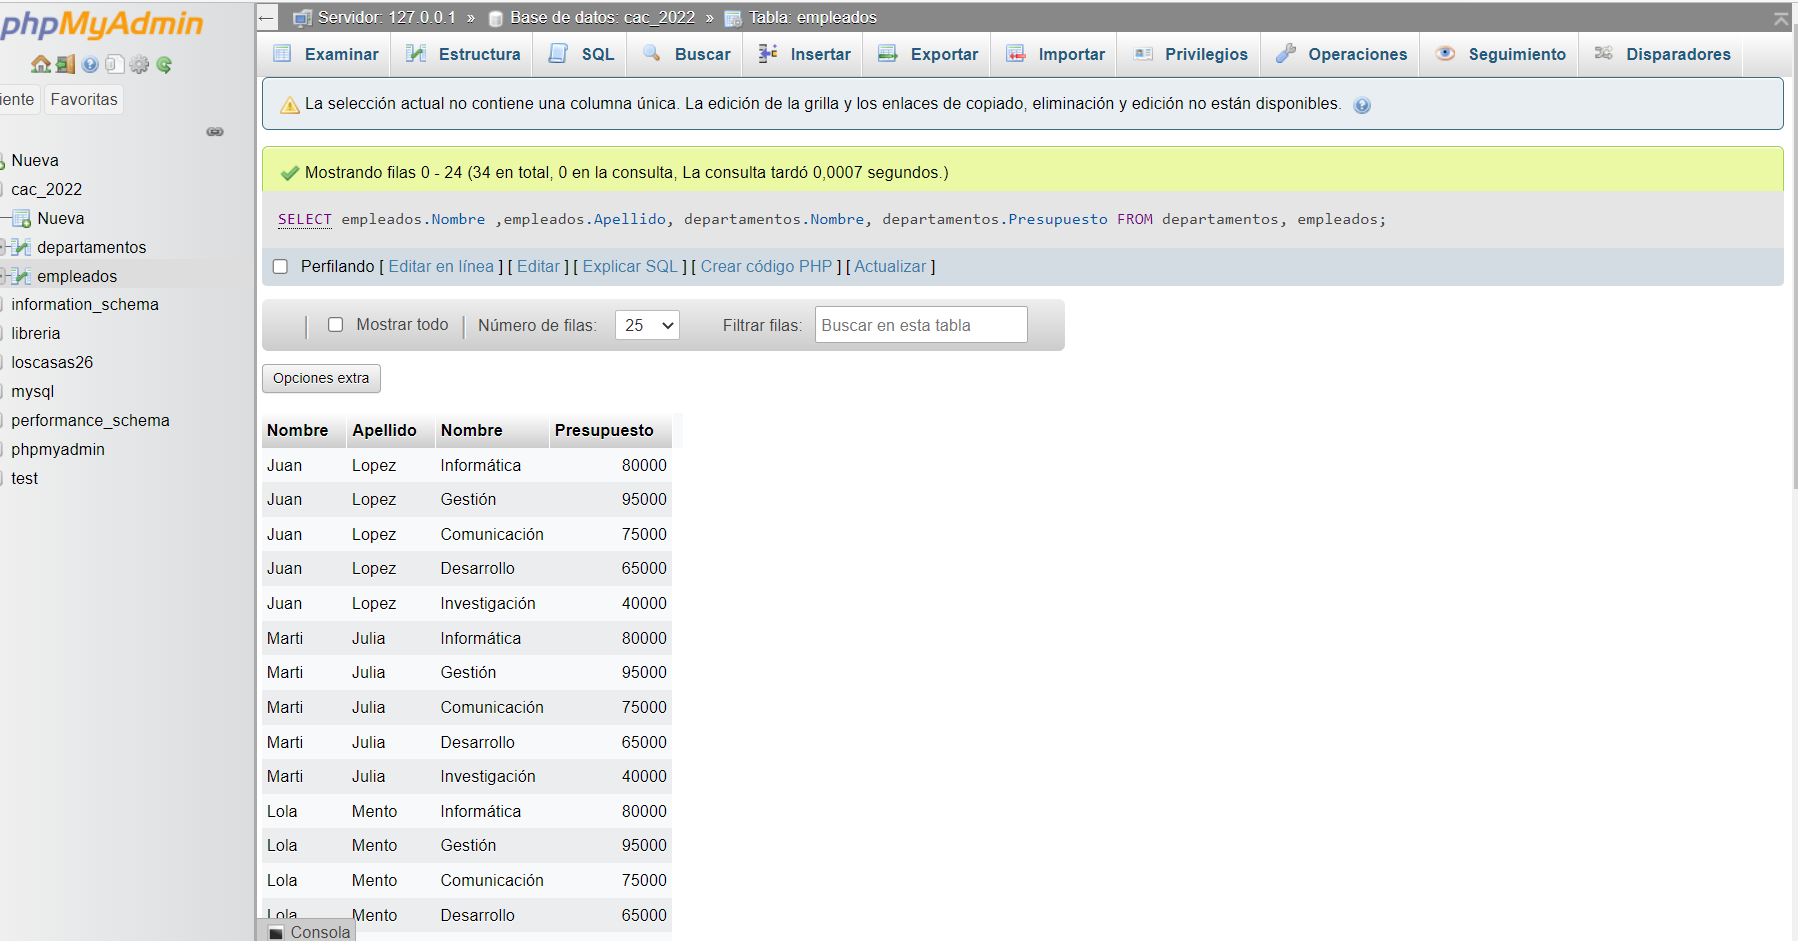 phpMyAdmin
iente Favoritas
Nueva
cac_2022
Nueva
departamentos
empleados
information_schema
libreria
loscasas26
mysql
performance_schema
phpmyadmin
test
Servidor: 127.0.0.1 » Base de datos: cac_2022 » Tabla: empleados
Examinar Estructura SQL Buscar Insertar Exportar Importar Privilegios Operaciones Seguimiento Disparadores
La selección actual no contiene una columna única. La edición de la grilla y los enlaces de copiado, eliminación y edición no están disponibles.
Mostrando filas 0 - 24 (34 en total, 0 en la consulta, La consulta tardó 0,0007 segundos.)
SELECT empleados.Nombre ,empleados.Apellido, departamentos.Nombre, departamentos.Presupuesto FROM departamentos, empleados;
Perfilando [ Editar en línea ] [ Editar ] [ Explicar SQL ] [ Crear código PHP ] [ Actualizar ]
Mostrar todo Número de filas: 25 Filtrar filas: Buscar en esta tabla
Opciones extra
Nombre Apellido Nombre Presupuesto
Juan Lopez Informática 80000
Juan Lopez Gestión 95000
Juan Lopez Comunicación 75000
Juan Lopez Desarrollo 65000
Juan Lopez Investigación 40000
Marti Julia Informática 80000
Marti Julia Gestión 95000
Marti Julia Comunicación 75000
Marti Julia Desarrollo 65000
Marti Julia Investigación 40000
Lola Mento Informática 80000
Lola Mento Gestión 95000
Lola Mento Comunicación 75000
Lola Mento Desarrollo 65000
Consola